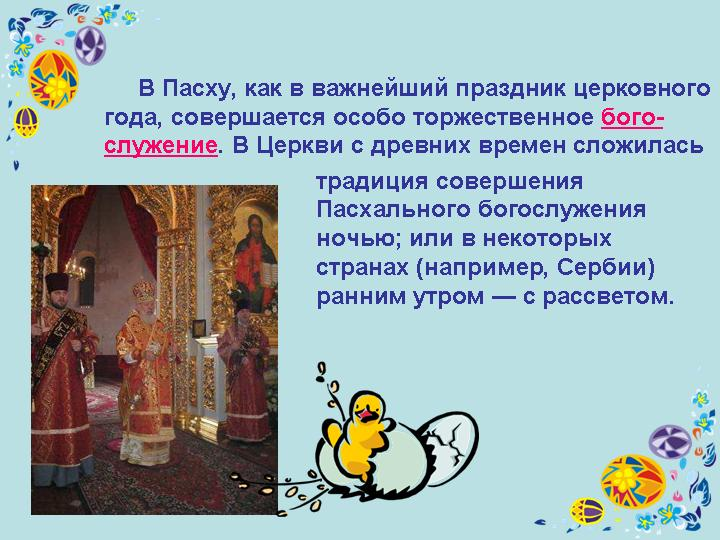 В Пасху, как в важнейший праздник церковного
года, совершается особо торжественное бого-
служение. В Церкви с древних времен сложилась
традиция совершения
Пасхального богослужения
ночью; или в некоторых
странах (например, Сербии)
ранним утром — с рассветом.